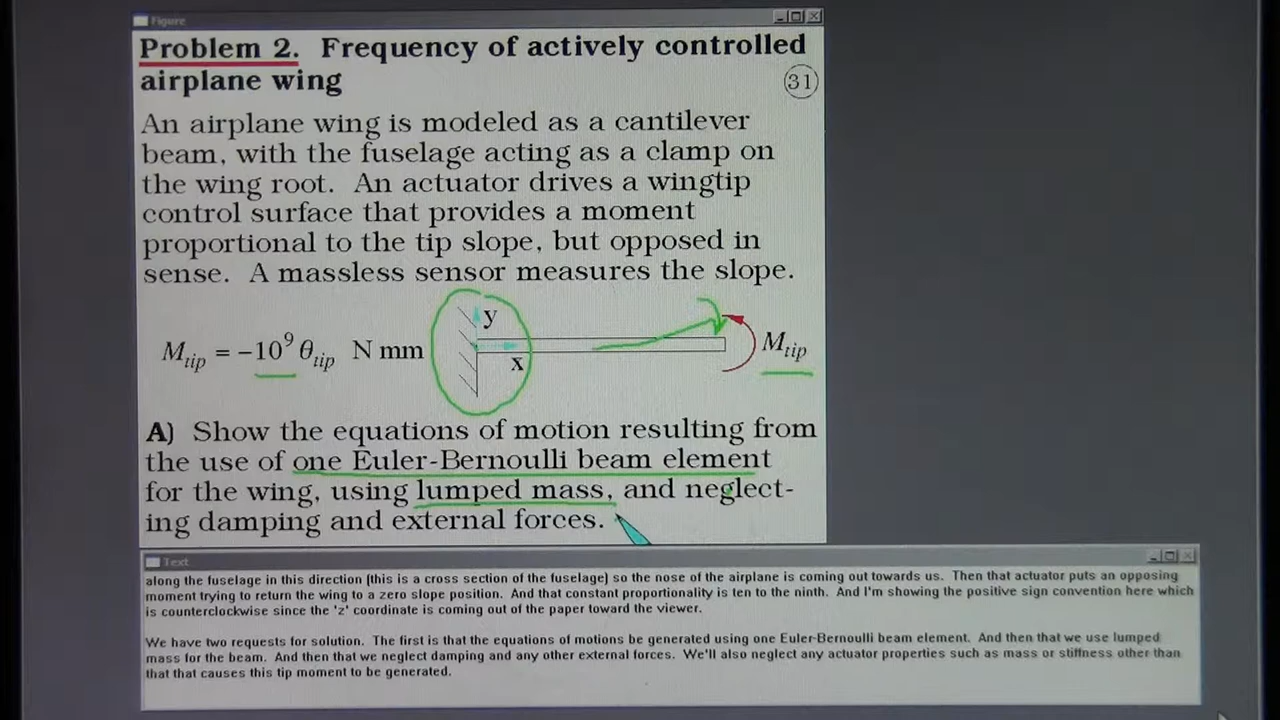 Figure
Problem 2. Frequency of actively controlled
airplane wing
31
An airplane wing is modeled as a cantilever
beam, with the fuselage acting as a clamp on
the wing root. An actuator drives a wingtip
control surface that provides a moment
proportional to the tip slope, but opposed in
sense. A massless sensor measures the slope.
M_tip = −10⁹ θ_tip N mm
y
x
M_tip
A) Show the equations of motion resulting from
the use of one Euler-Bernoulli beam element
for the wing, using lumped mass, and neglect-
ing damping and external forces.
Text
along the fuselage in this direction (this is a cross section of the fuselage) so the nose of the airplane is coming out towards us. Then that actuator puts an opposing
moment trying to return the wing to a zero slope position. And that constant proportionality is ten to the ninth. And I'm showing the positive sign convention here which
is counterclockwise since the 'z' coordinate is coming out of the paper toward the viewer.
We have two requests for solution. The first is that the equations of motions be generated using one Euler-Bernoulli beam element. And then that we use lumped
mass for the beam. And then that we neglect damping and any other external forces. We'll also neglect any actuator properties such as mass or stiffness other than
that that causes this tip moment to be generated.